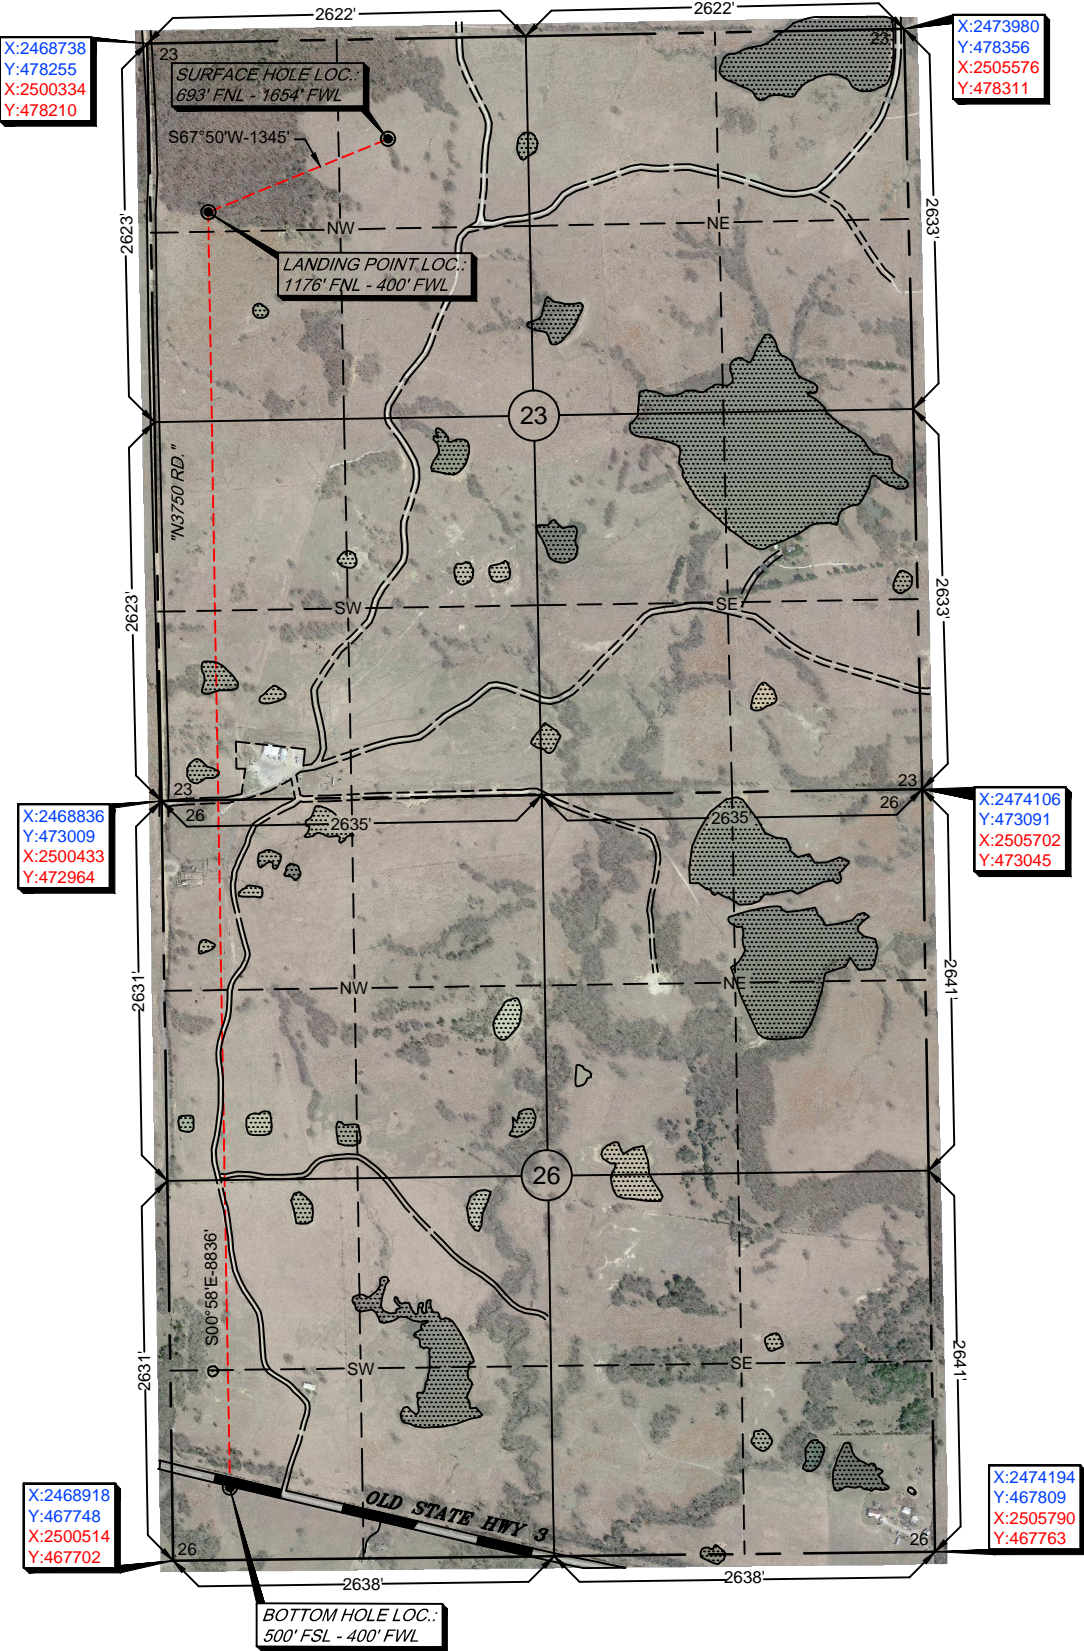 2622'
2622'
X:2468738
Y:478255
X:2500334
Y:478210
X:2473980
Y:478356
X:2505576
Y:478311
23
23
SURFACE HOLE LOC.:
693' FNL - 1654' FWL
S67°50'W-1345'
2623'
2633'
NW
NE
LANDING POINT LOC.:
1176' FNL - 400' FWL
23
"N3750 RD."
2623'
2633'
SW
SE
23
23
26
26
2635'
2635'
X:2468836
Y:473009
X:2500433
Y:472964
X:2474106
Y:473091
X:2505702
Y:473045
2631'
2641'
NW
NE
26
S00°58'E-8836'
2631'
2641'
SW
SE
OLD STATE HWY 3
X:2468918
Y:467748
X:2500514
Y:467702
X:2474194
Y:467809
X:2505790
Y:467763
26
26
2638'
2638'
BOTTOM HOLE LOC.:
500' FSL - 400' FWL